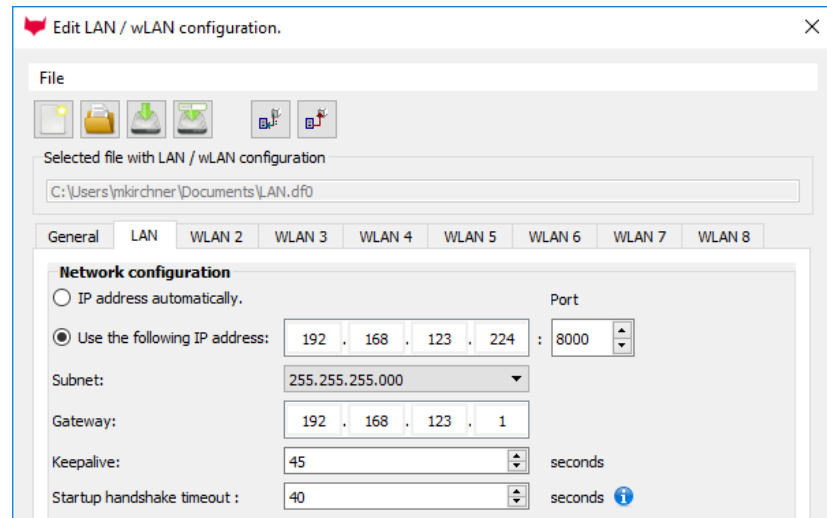 Edit LAN / wLAN configuration.
File
Selected file with LAN / wLAN configuration
C:\Users\mkirchner\Documents\LAN.df0
General LAN WLAN 2 WLAN 3 WLAN 4 WLAN 5 WLAN 6 WLAN 7 WLAN 8
Network configuration
IP address automatically. Port
Use the following IP address: 192 . 168 . 123 . 224 : 8000
Subnet: 255.255.255.000
Gateway: 192 . 168 . 123 . 1
Keepalive: 45 seconds
Startup handshake timeout : 40 seconds